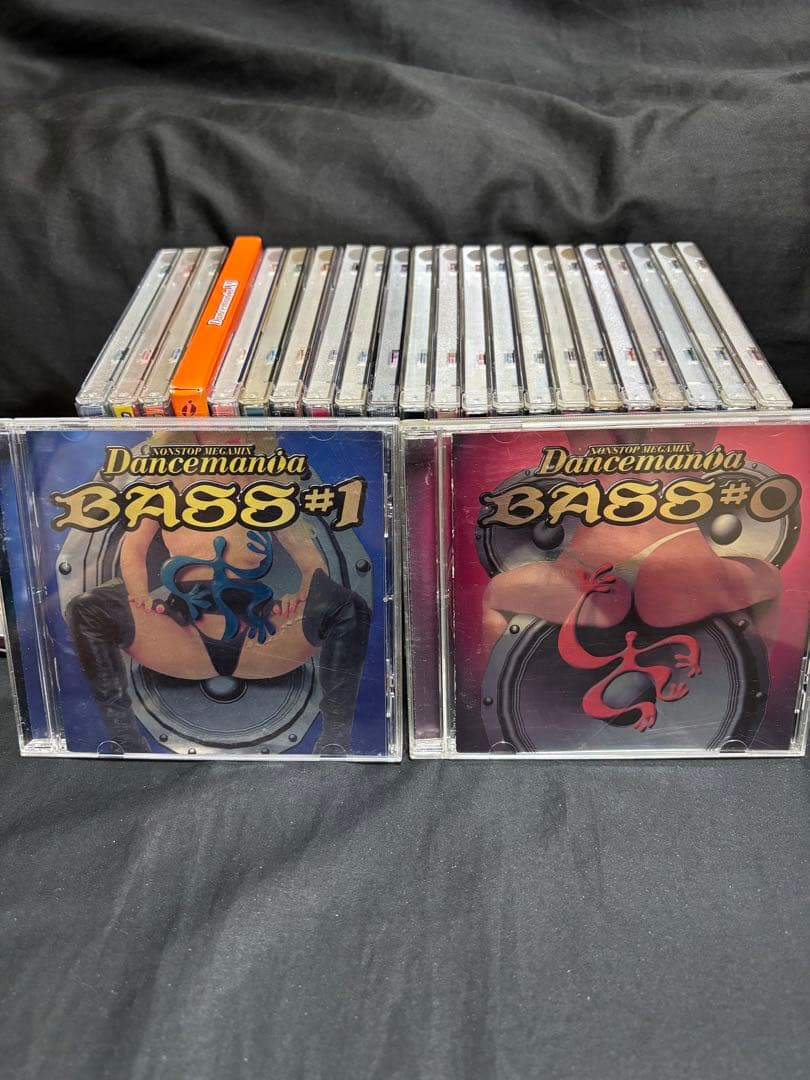 NONSTOP MEGAMIX
Dancemania
BASS #1
NONSTOP MEGAMIX
Dancemania
BASS #0